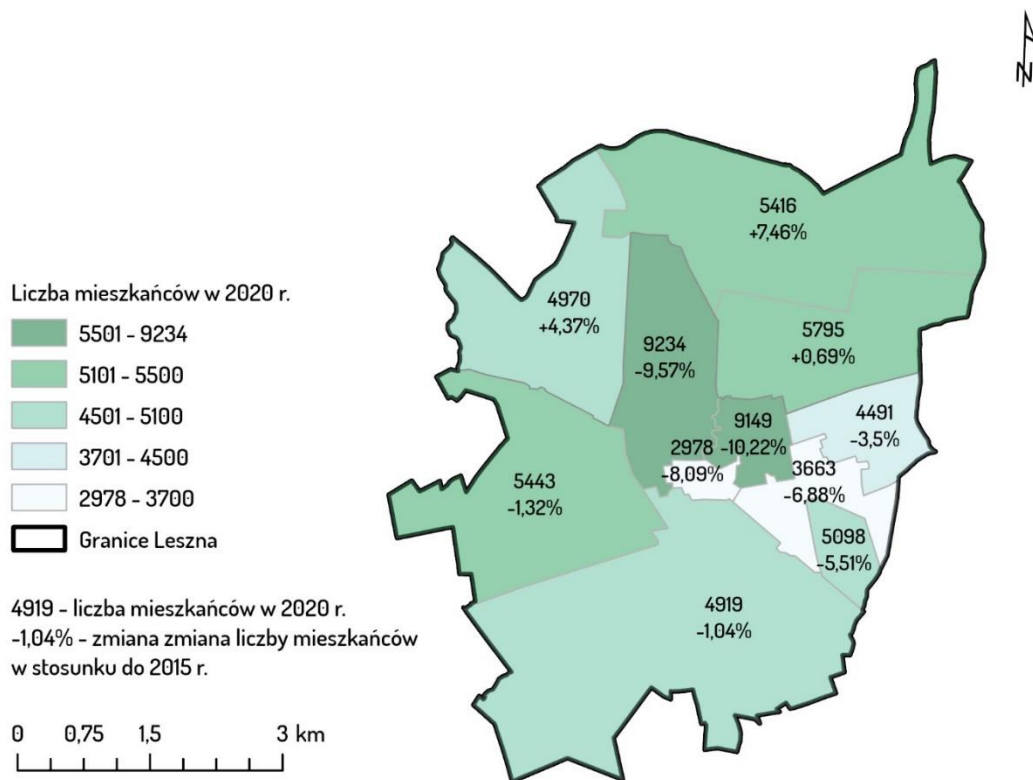 N
5416
+7,46%
4970
+4,37%
Liczba mieszkańców w 2020 r.
5501 - 9234
5101 - 5500
4501 - 5100
3701 - 4500
2978 - 3700
Granice Leszna
9234
-9,57%
5795
+0,69%
9149
-10,22%
4491
-3,5%
2978
-8,09%
3663
-6,88%
5443
-1,32%
5098
-5,51%
4919
-1,04%
4919 - liczba mieszkańców w 2020 r.
-1,04% - zmiana zmiana liczby mieszkańców
w stosunku do 2015 r.
0 0,75 1,5 3 km